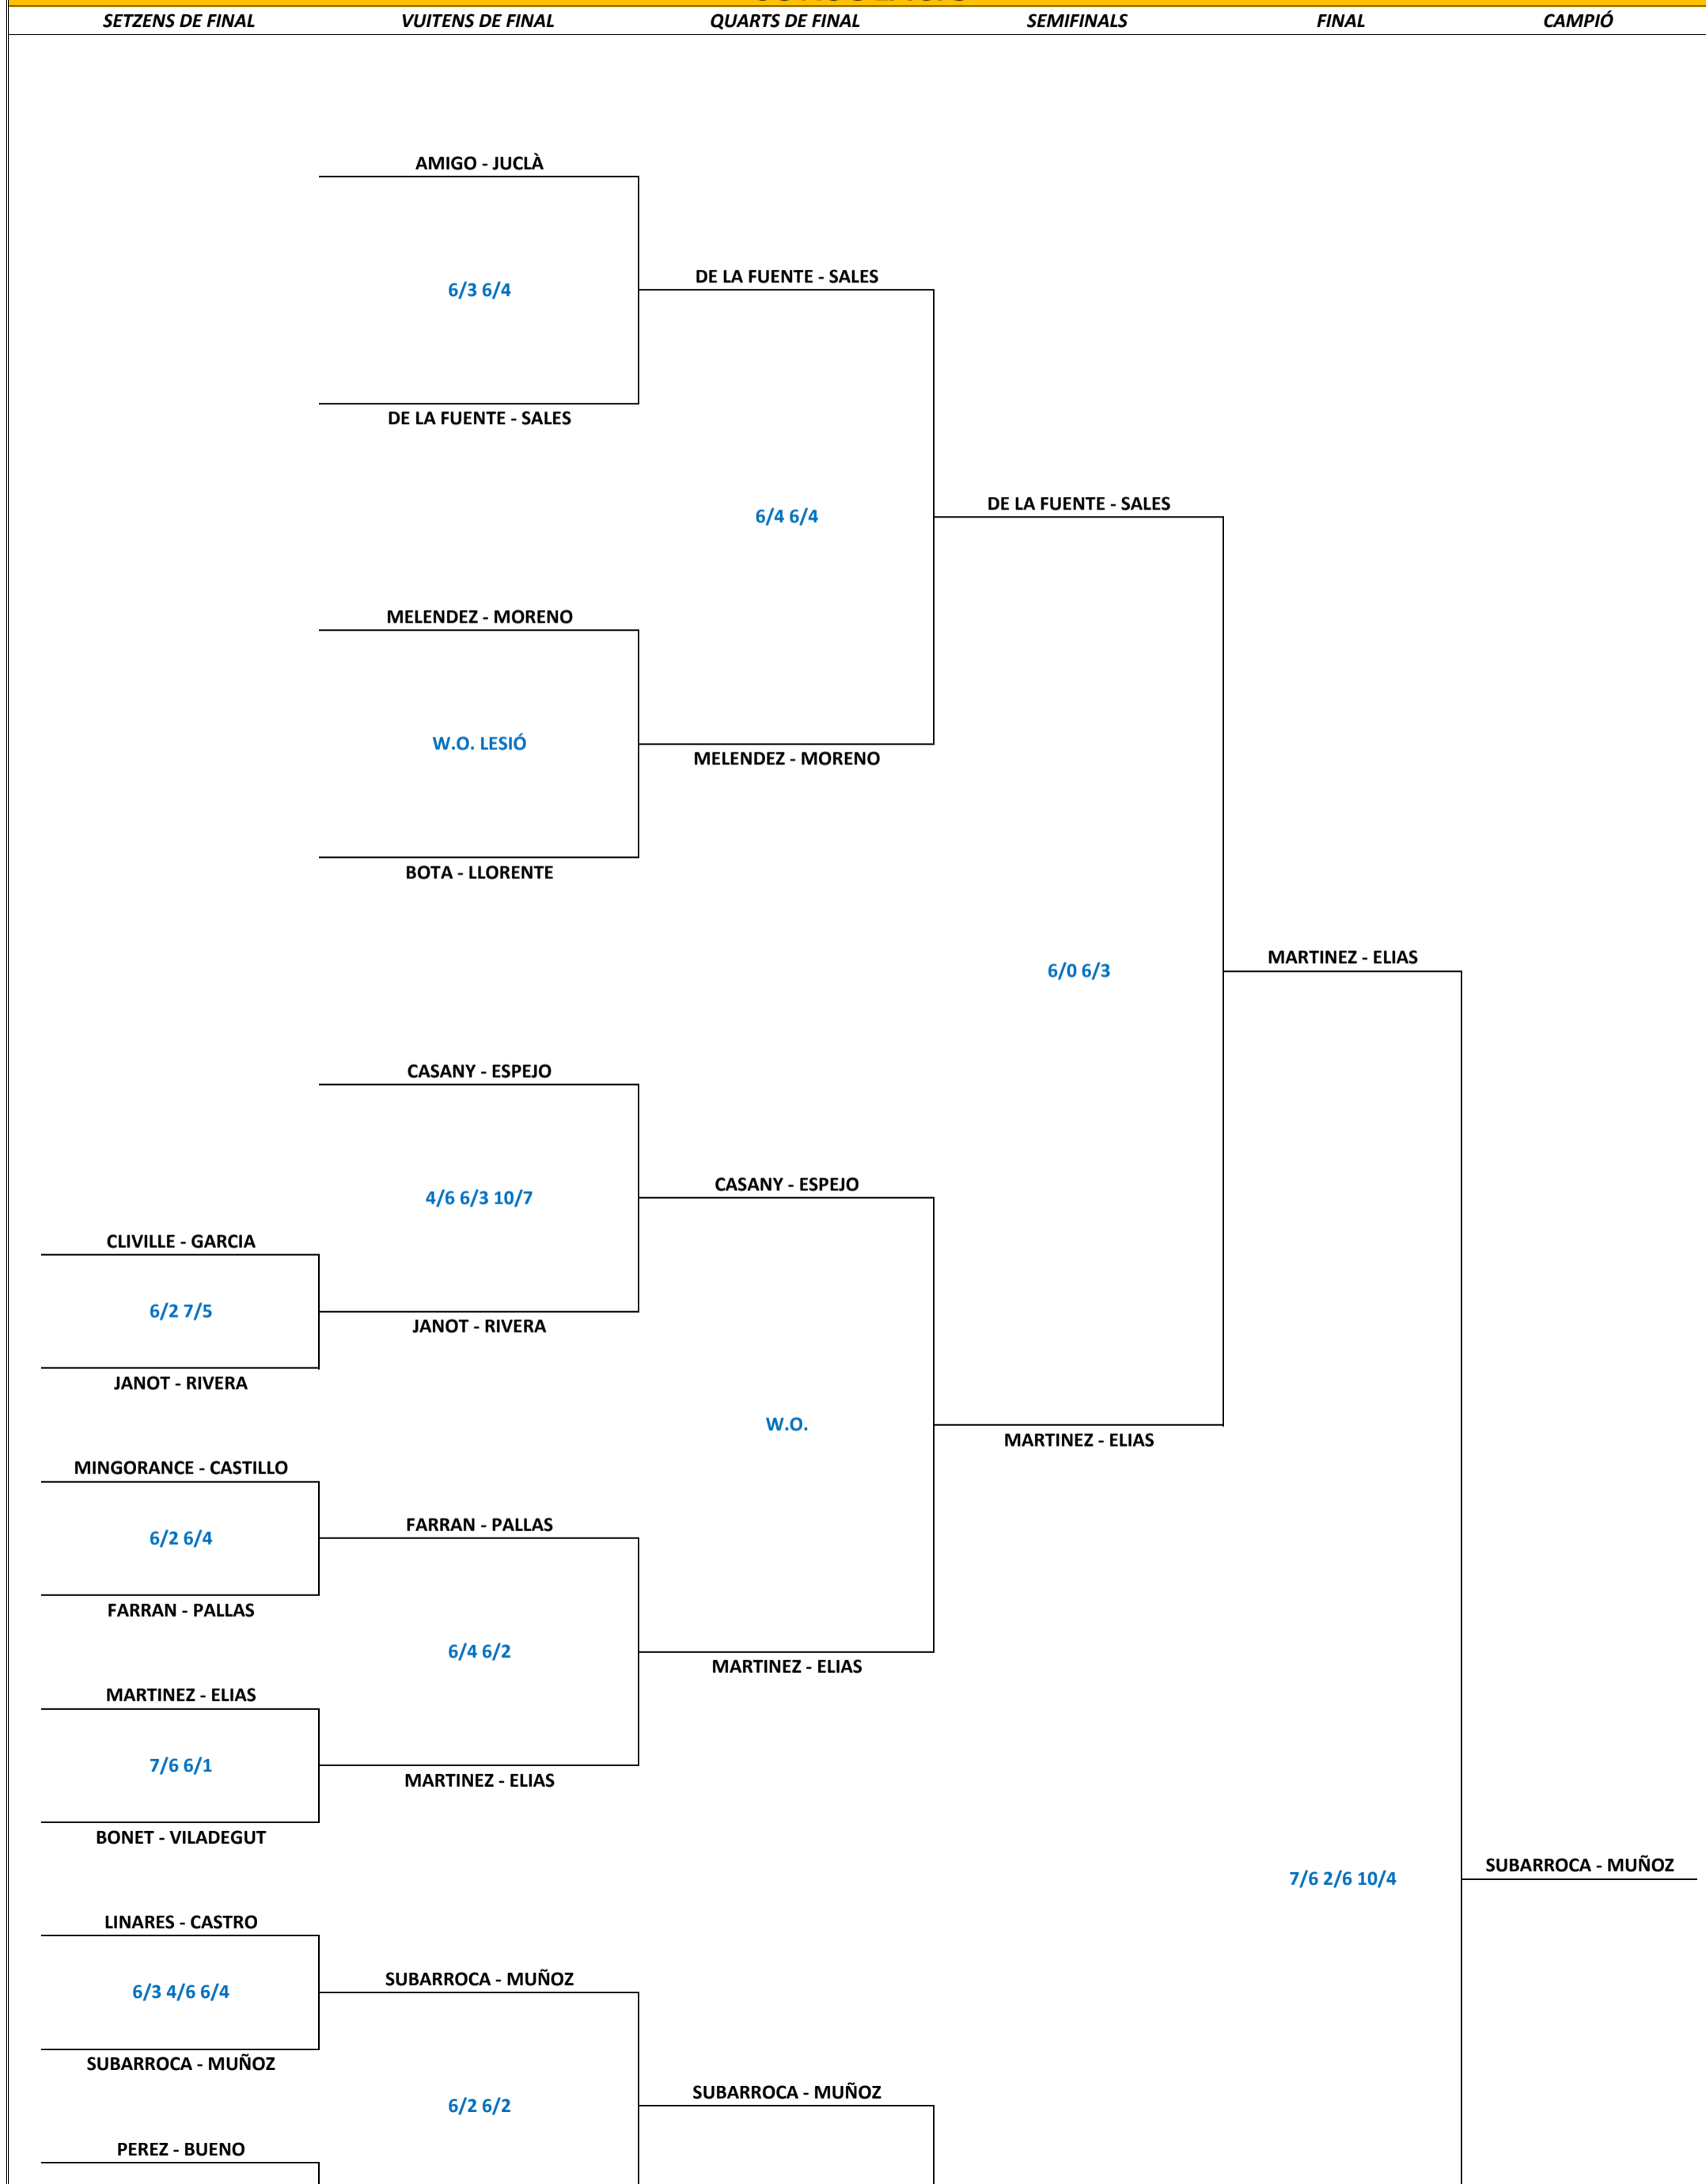 SETZENS DE FINAL VUITENS DE FINAL QUARTS DE FINAL SEMIFINALS FINAL CAMPIÓ
AMIGO - JUCLÀ
DE LA FUENTE - SALES
6/3 6/4
DE LA FUENTE - SALES
DE LA FUENTE - SALES
6/4 6/4
MELENDEZ - MORENO
W.O. LESIÓ
MELENDEZ - MORENO
BOTA - LLORENTE
MARTINEZ - ELIAS
6/0 6/3
CASANY - ESPEJO
CASANY - ESPEJO
4/6 6/3 10/7
CLIVILLE - GARCIA
6/2 7/5
JANOT - RIVERA
JANOT - RIVERA
W.O.
MARTINEZ - ELIAS
MINGORANCE - CASTILLO
FARRAN - PALLAS
6/2 6/4
FARRAN - PALLAS
6/4 6/2
MARTINEZ - ELIAS
MARTINEZ - ELIAS
7/6 6/1
MARTINEZ - ELIAS
BONET - VILADEGUT
SUBARROCA - MUÑOZ
7/6 2/6 10/4
LINARES - CASTRO
SUBARROCA - MUÑOZ
6/3 4/6 6/4
SUBARROCA - MUÑOZ
SUBARROCA - MUÑOZ
6/2 6/2
PEREZ - BUENO